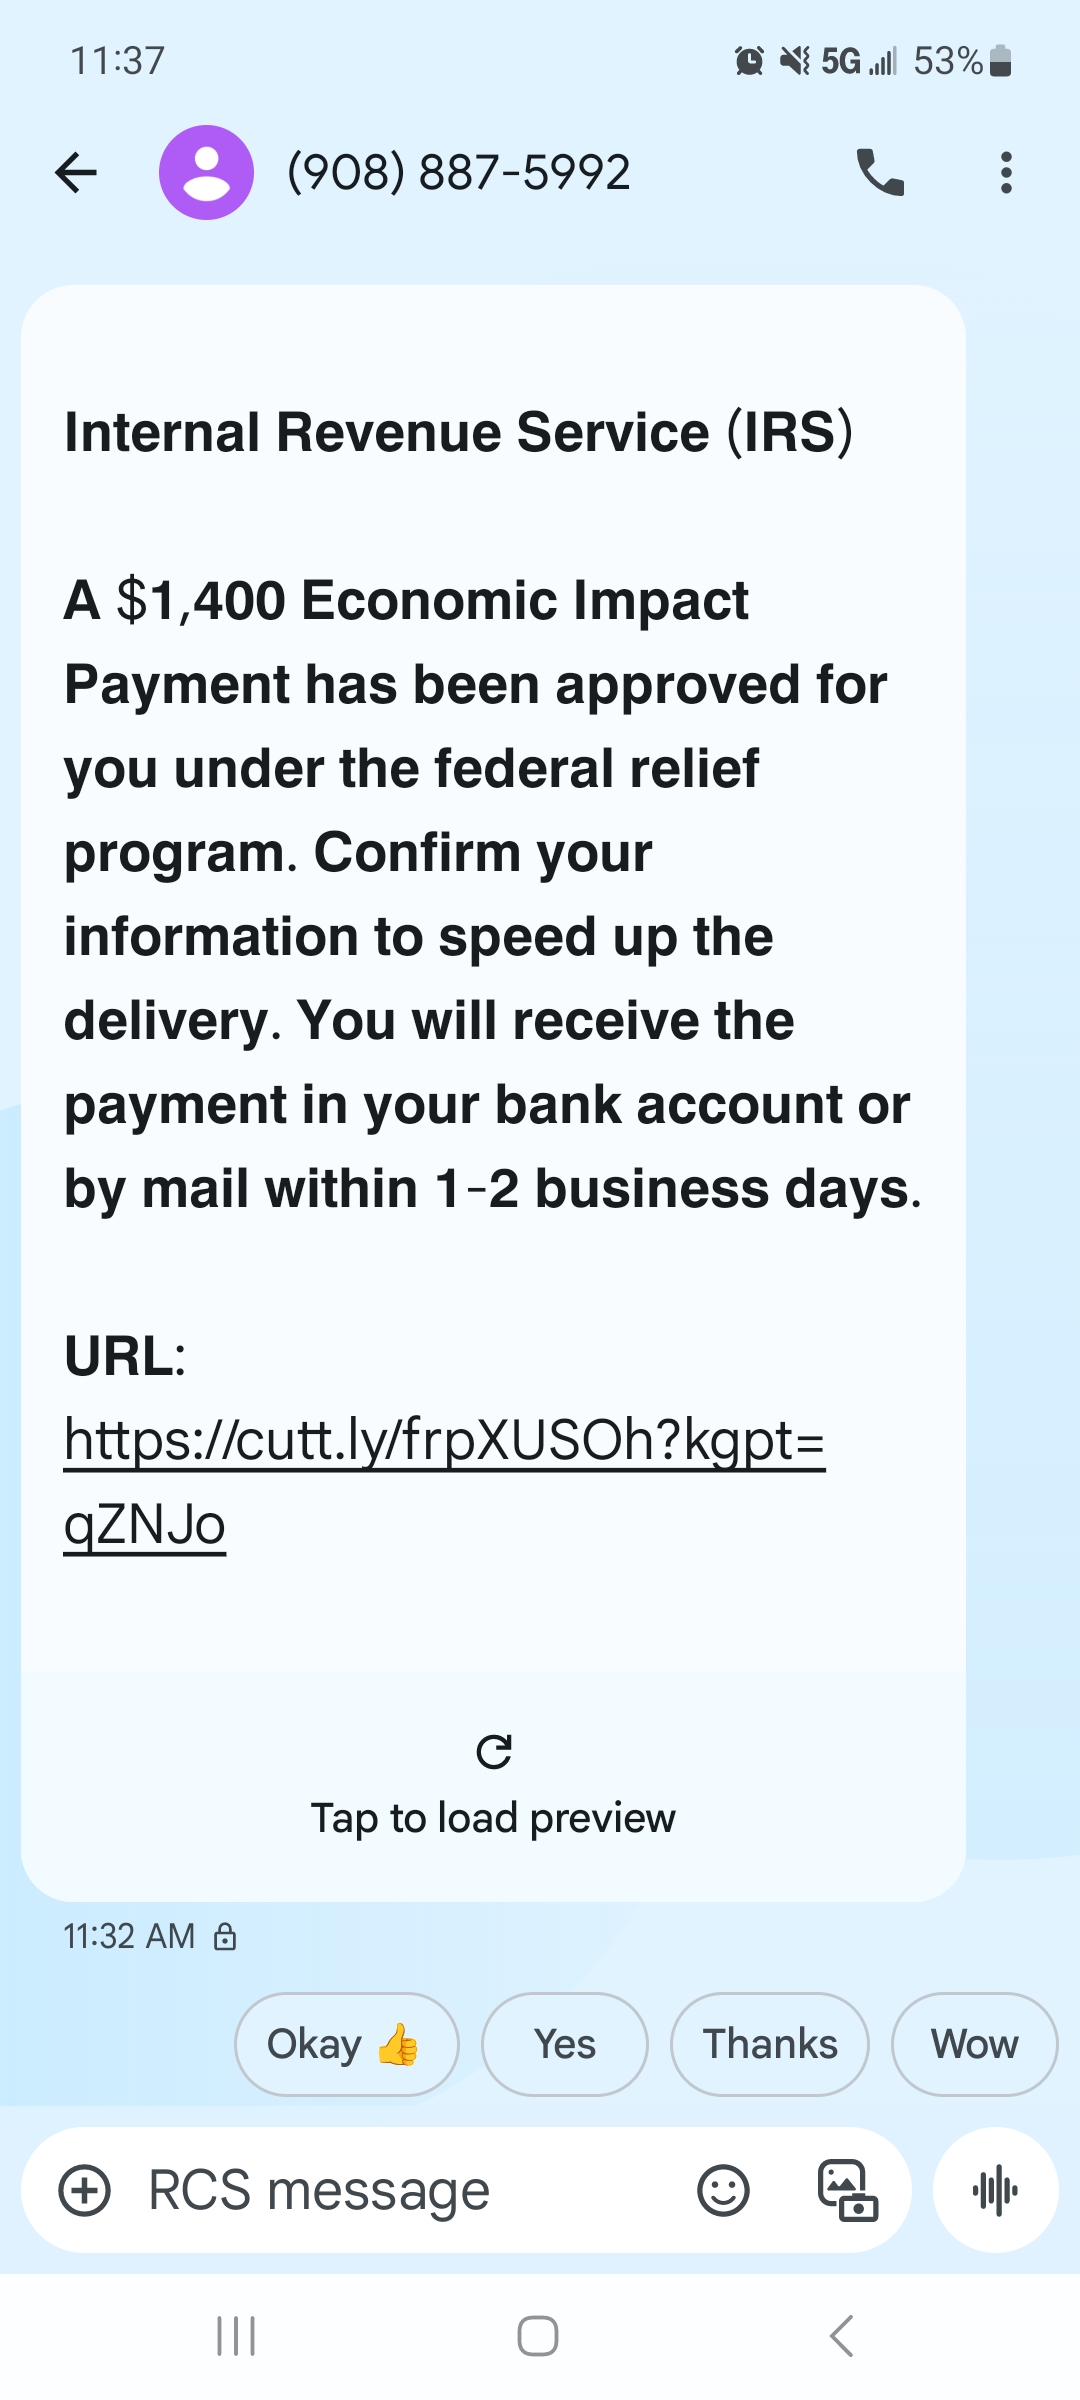 11:37
5G 53%
(908) 887-5992
Internal Revenue Service (IRS)
A $1,400 Economic Impact
Payment has been approved for
you under the federal relief
program. Confirm your
information to speed up the
delivery. You will receive the
payment in your bank account or
by mail within 1-2 business days.
URL:
https://cutt.ly/frpXUSOh?kgpt=
qZNJo
Tap to load preview
11:32 AM
Okay 👍 Yes Thanks Wow
RCS message